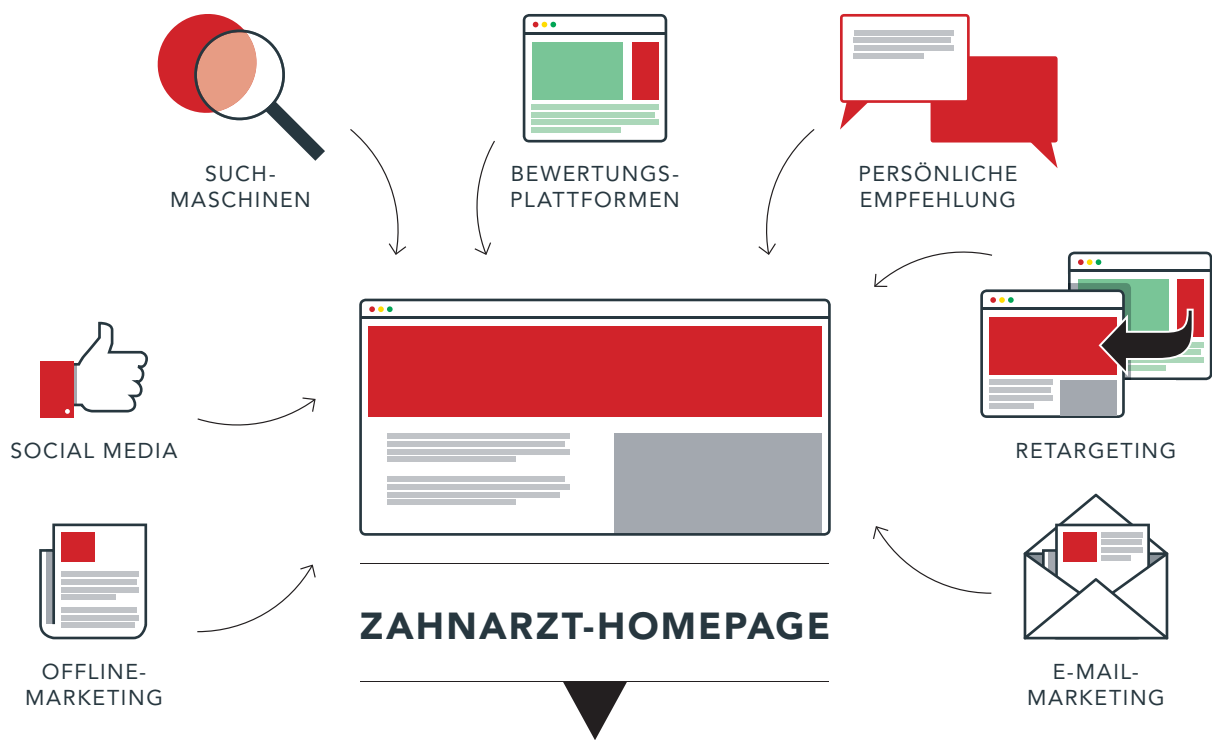 SUCH-
MASCHINEN
BEWERTUNGS-
PLATTFORMEN
PERSÖNLICHE
EMPFEHLUNG
SOCIAL MEDIA
RETARGETING
OFFLINE-
MARKETING
ZAHNARZT-HOMEPAGE
E-MAIL-
MARKETING